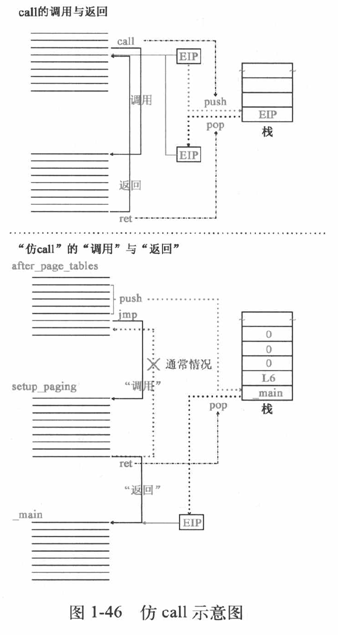 call的调用与返回
call
EIP
调用
push
EIP
pop
栈
EIP
返回
ret
“仿call”的“调用”与“返回”
after_page_tables
push
jmp
0
0
通常情况
0
setup_paging
“调用”
L6
pop
_main
栈
ret
“返回”
_main
EIP
图 1-46 仿 call 示意图